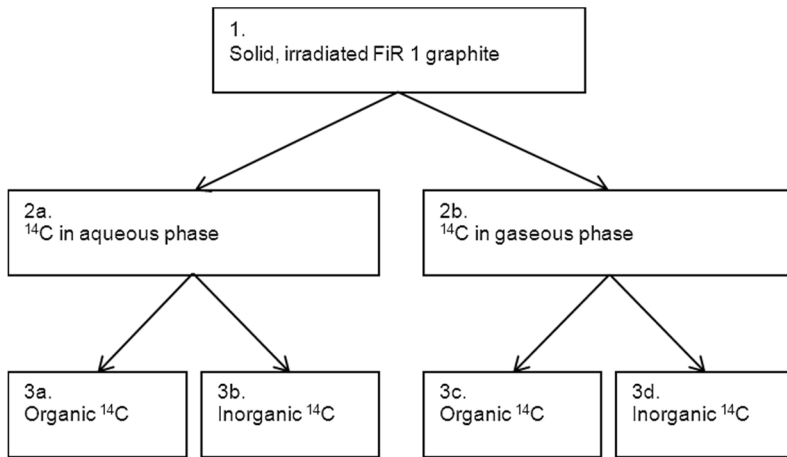 1.
Solid, irradiated FiR 1 graphite
2a.
¹⁴C in aqueous phase
2b.
¹⁴C in gaseous phase
3a.
Organic ¹⁴C
3b.
Inorganic ¹⁴C
3c.
Organic ¹⁴C
3d.
Inorganic ¹⁴C